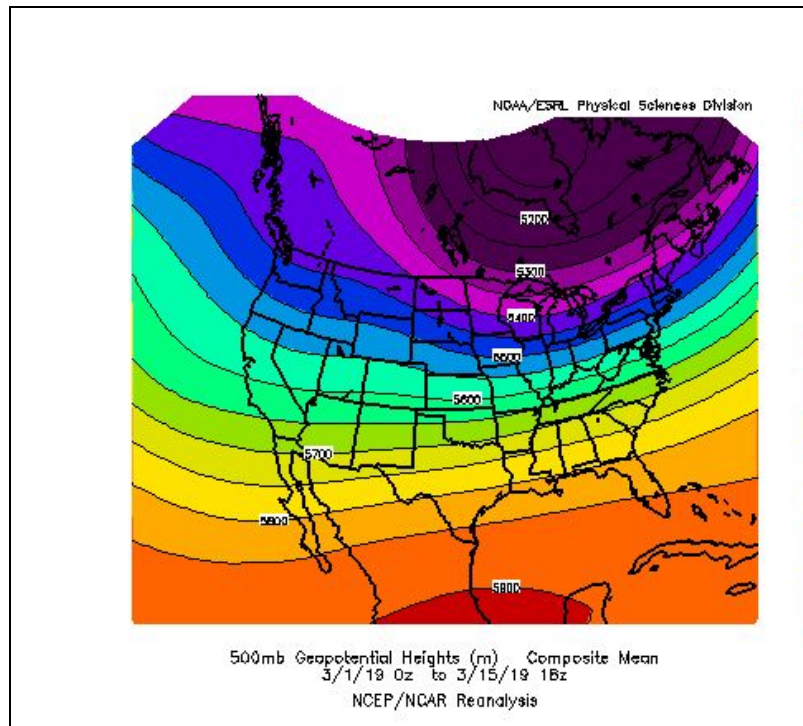 NOAA/ESRL Physical Sciences Division
5200
5300
5400
5500
5600
5700
5800
5900
500mb Geopotential Heights (m) Composite Mean
3/1/19 0z to 3/15/19 18z
NCEP/NCAR Reanalysis